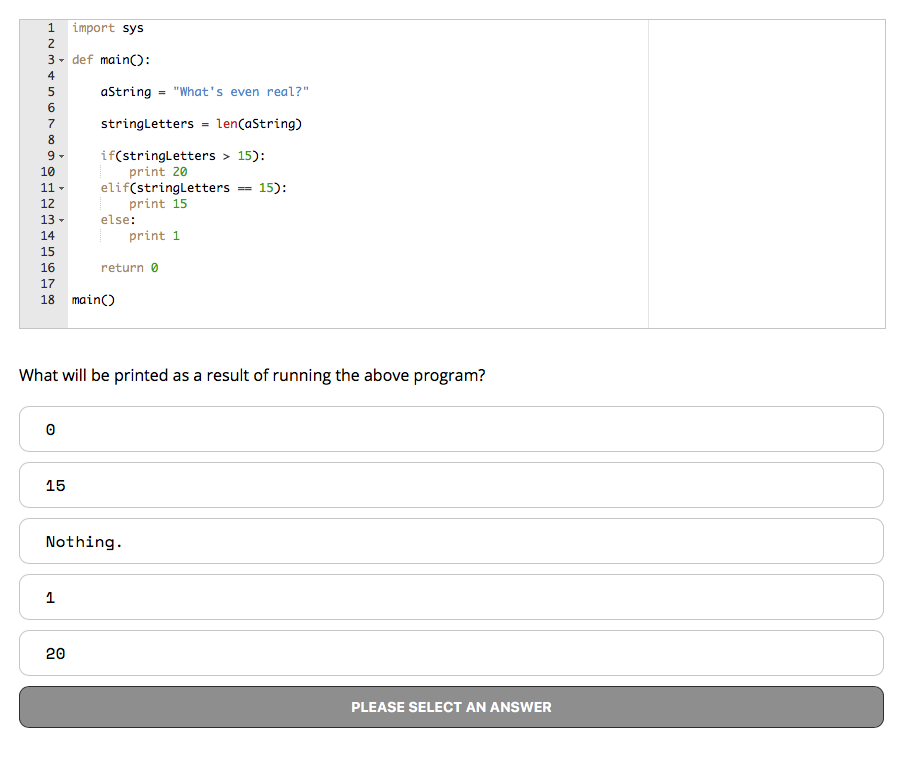 1 import sys
2
3 def main():
4
5     aString = "What's even real?"
6
7     stringLetters = len(aString)
8
9     if(stringLetters > 15):
10         print 20
11     elif(stringLetters == 15):
12         print 15
13     else:
14         print 1
15
16     return 0
17
18 main()
What will be printed as a result of running the above program?
0
15
Nothing.
1
20
PLEASE SELECT AN ANSWER